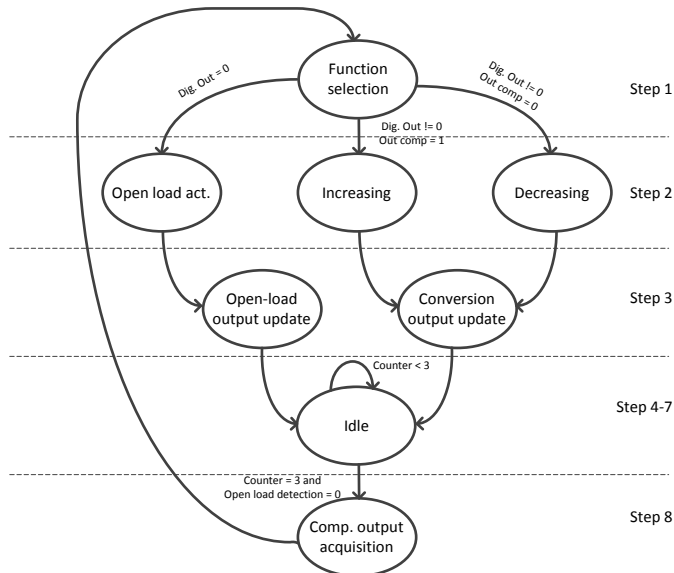 Function
selection
Dig. Out = 0
Dig. Out != 0
Out comp = 0
Step 1
Dig. Out != 0
Out comp = 1
Open load act.
Increasing
Decreasing
Step 2
Open-load
output update
Conversion
output update
Step 3
Counter < 3
Idle
Step 4-7
Counter = 3 and
Open load detection = 0
Comp. output
acquisition
Step 8